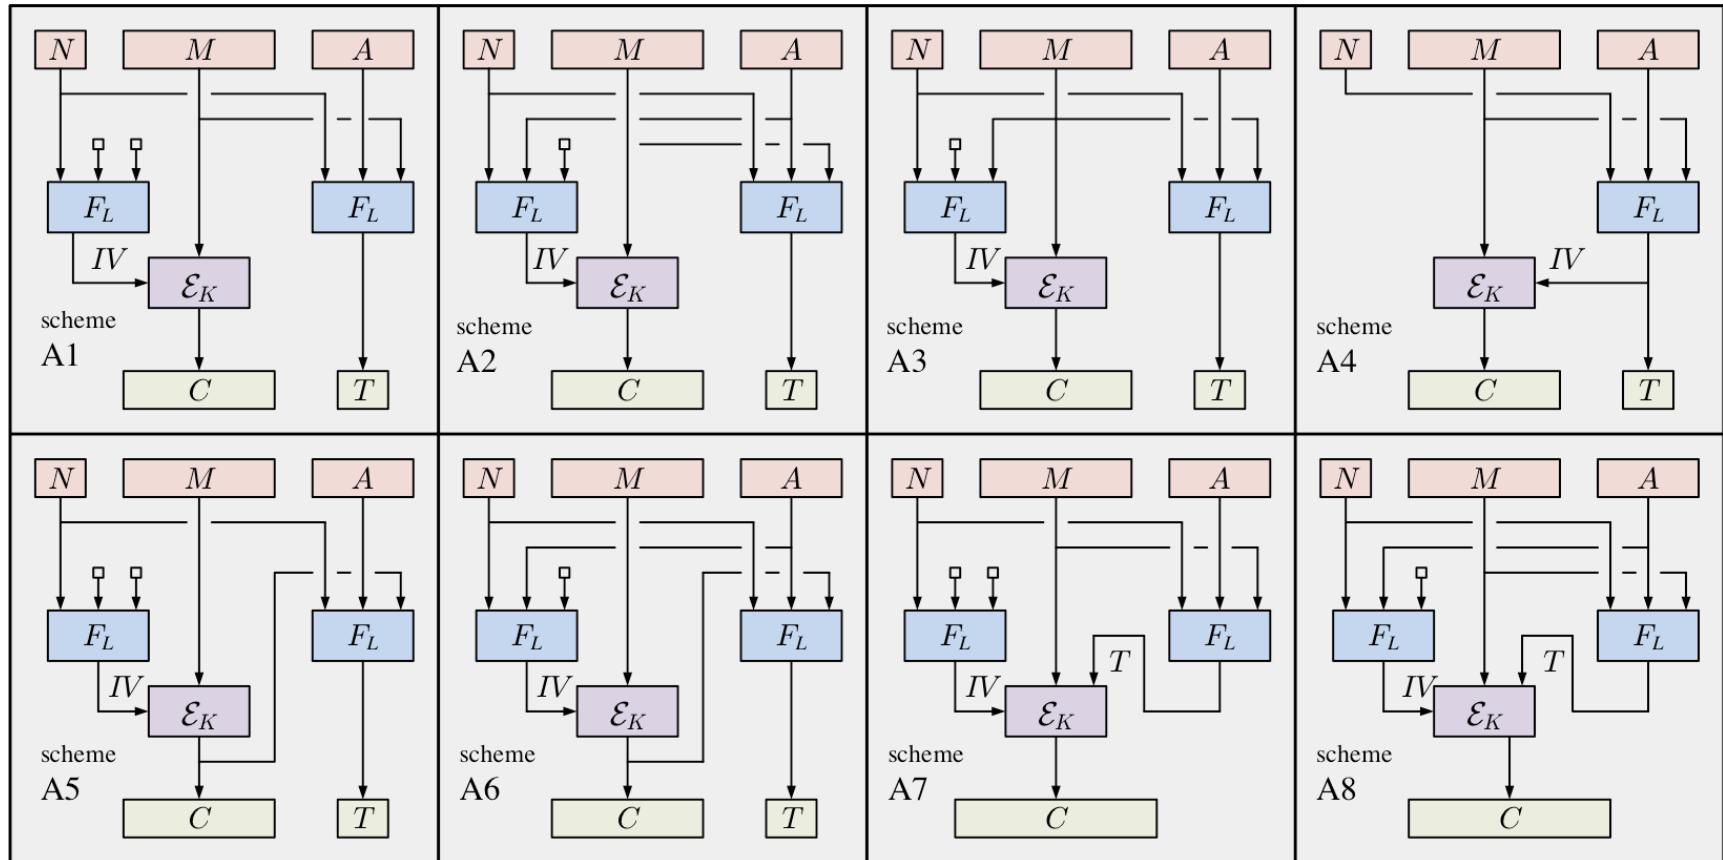 N M A
F_L F_L
IV
ℰ_K
scheme
A1
C T
N M A
F_L F_L
IV
ℰ_K
scheme
A2
C T
N M A
F_L F_L
IV
ℰ_K
scheme
A3
C T
N M A
F_L
IV
ℰ_K
scheme
A4
C T
N M A
F_L F_L
IV
ℰ_K
scheme
A5
C T
N M A
F_L F_L
IV
ℰ_K
scheme
A6
C T
N M A
F_L F_L
IV T
ℰ_K
scheme
A7
C
N M A
F_L F_L
IV T
ℰ_K
scheme
A8
C